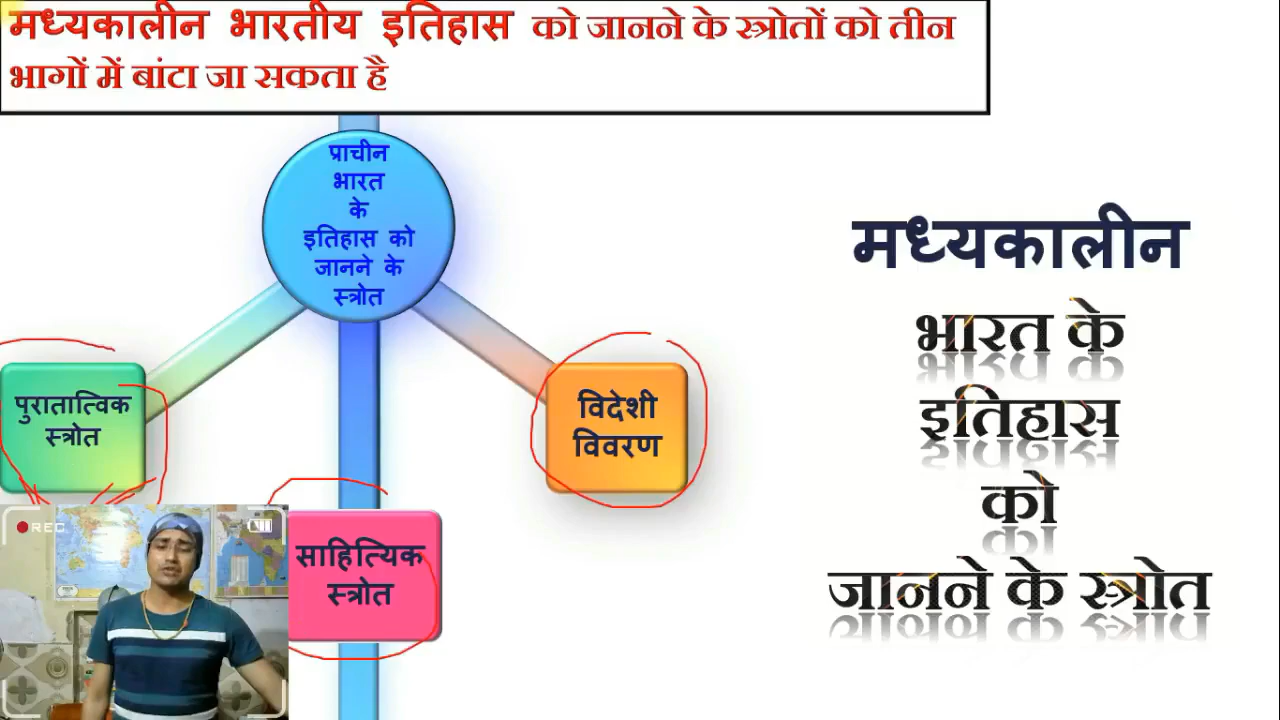 मध्यकालीन भारतीय इतिहास को जानने के स्त्रोतों को तीन
भागों में बांटा जा सकता है
प्राचीन
भारत
के
इतिहास को
जानने के
स्त्रोत
पुरातात्विक
स्त्रोत
विदेशी
विवरण
साहित्यिक
स्त्रोत
REC
मध्यकालीन
भारत के
इतिहास
को
जानने के स्त्रोत